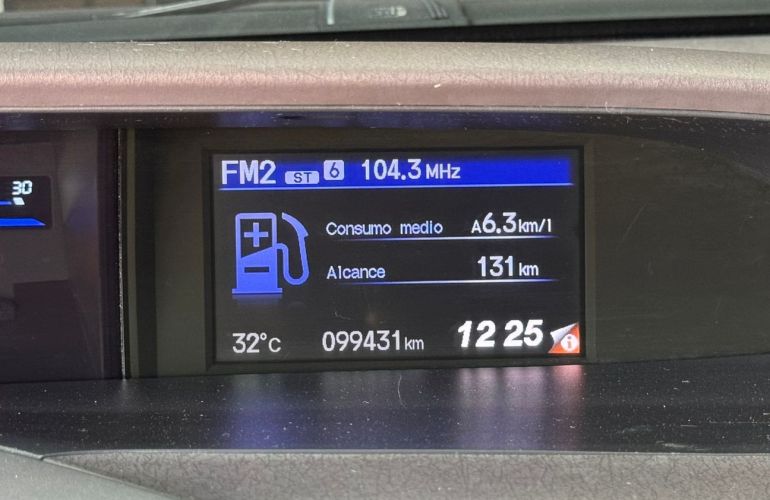 FM2 ST 6 104.3 MHz
30
Consumo medio A6.3 km/l
Alcance 131 km
32°C 099431 km 12 25 i